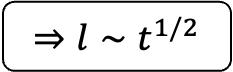 ⇒ l ~ t^{1/2}